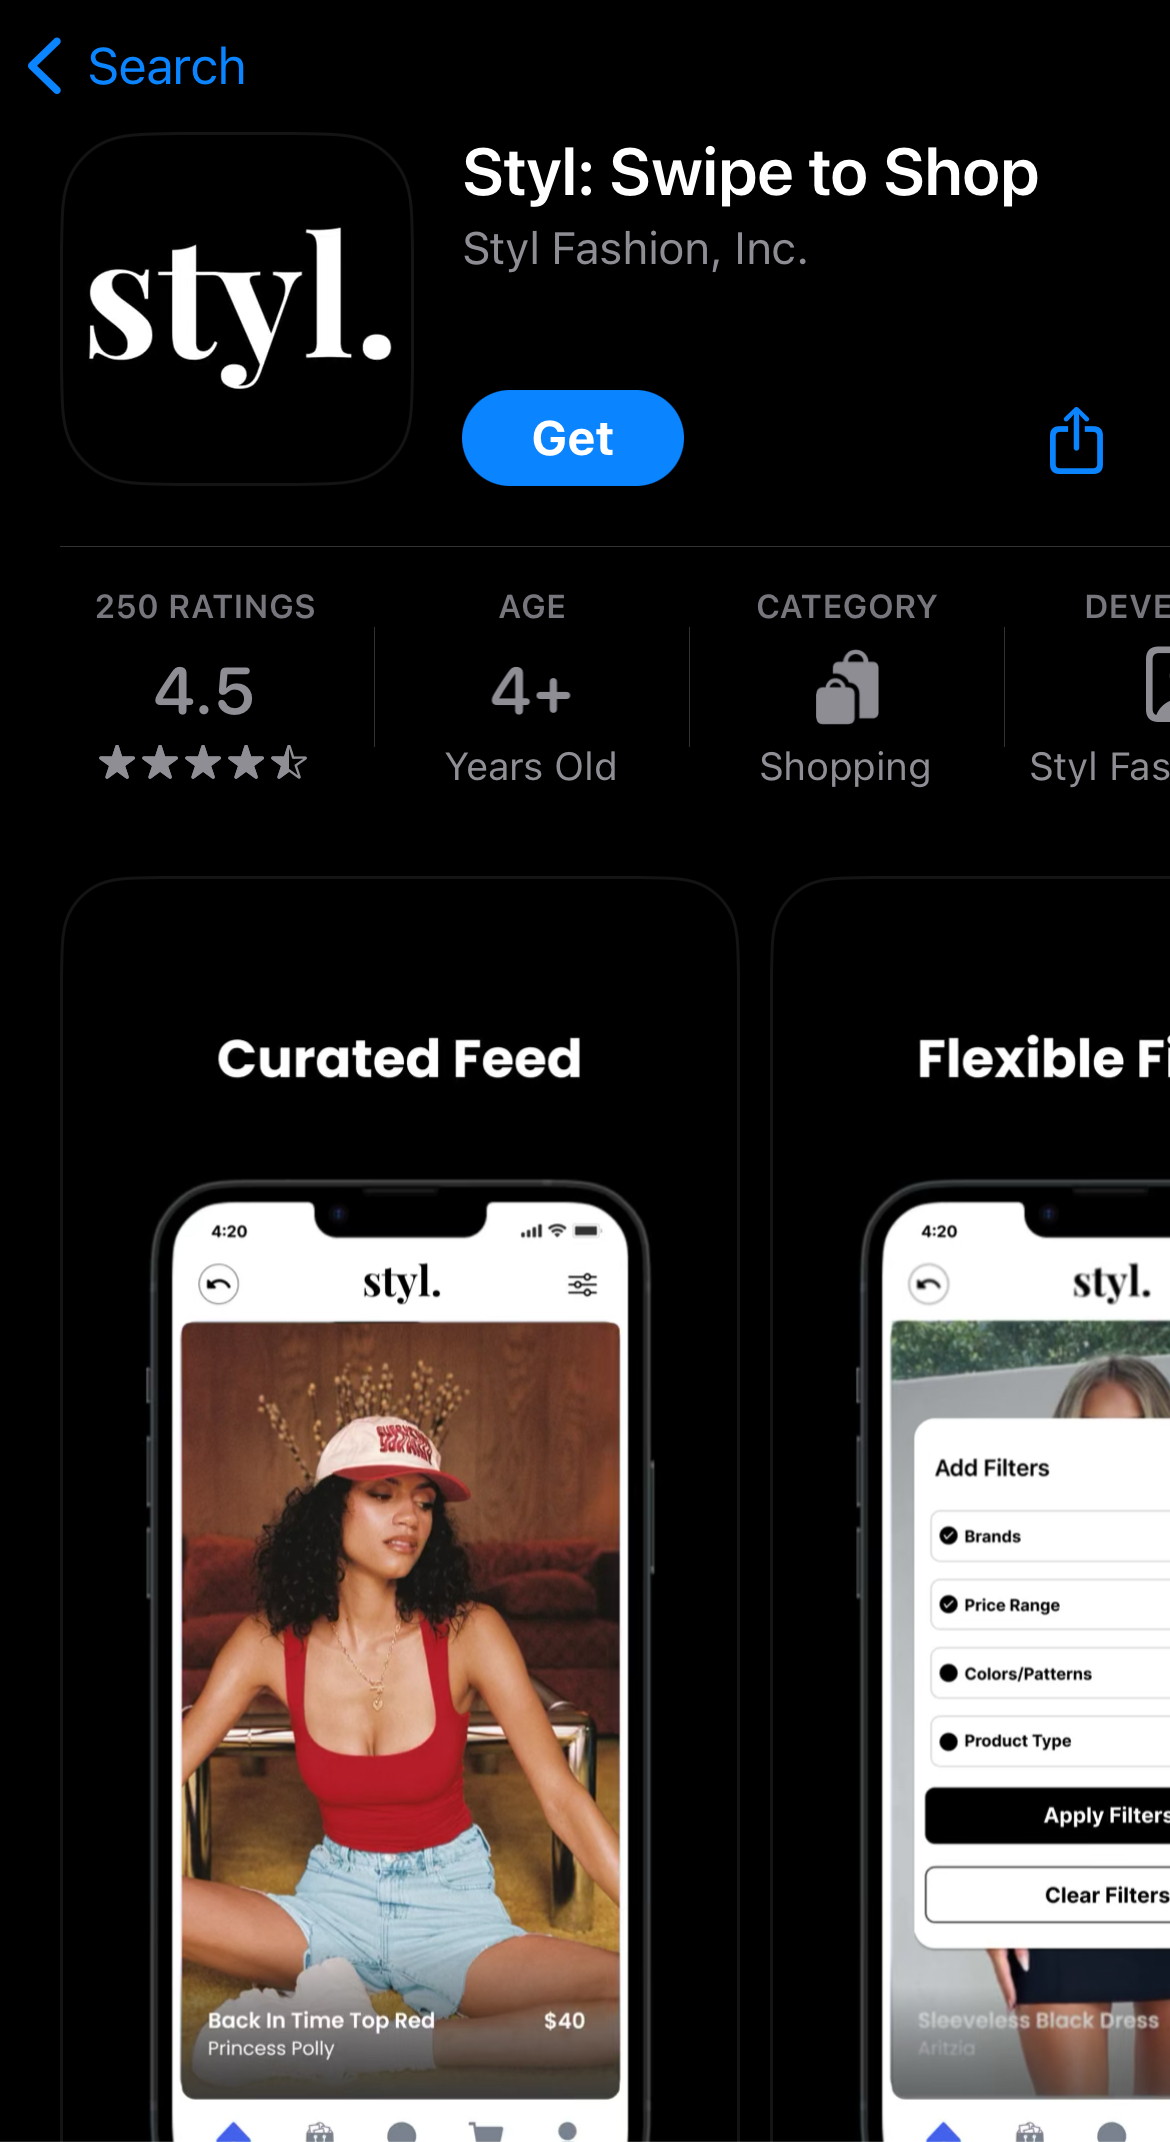 Search
styl.
Styl: Swipe to Shop
Styl Fashion, Inc.
Get
250 RATINGS
4.5
AGE
4+
Years Old
CATEGORY
Shopping
DEVE
Styl Fas
Curated Feed
4:20
styl.
Back In Time Top Red
$40
Princess Polly
Flexible Fi
4:20
styl.
Add Filters
Brands
Price Range
Colors/Patterns
Product Type
Apply Filters
Clear Filters
Sleeveless Black Dress
Aritzia